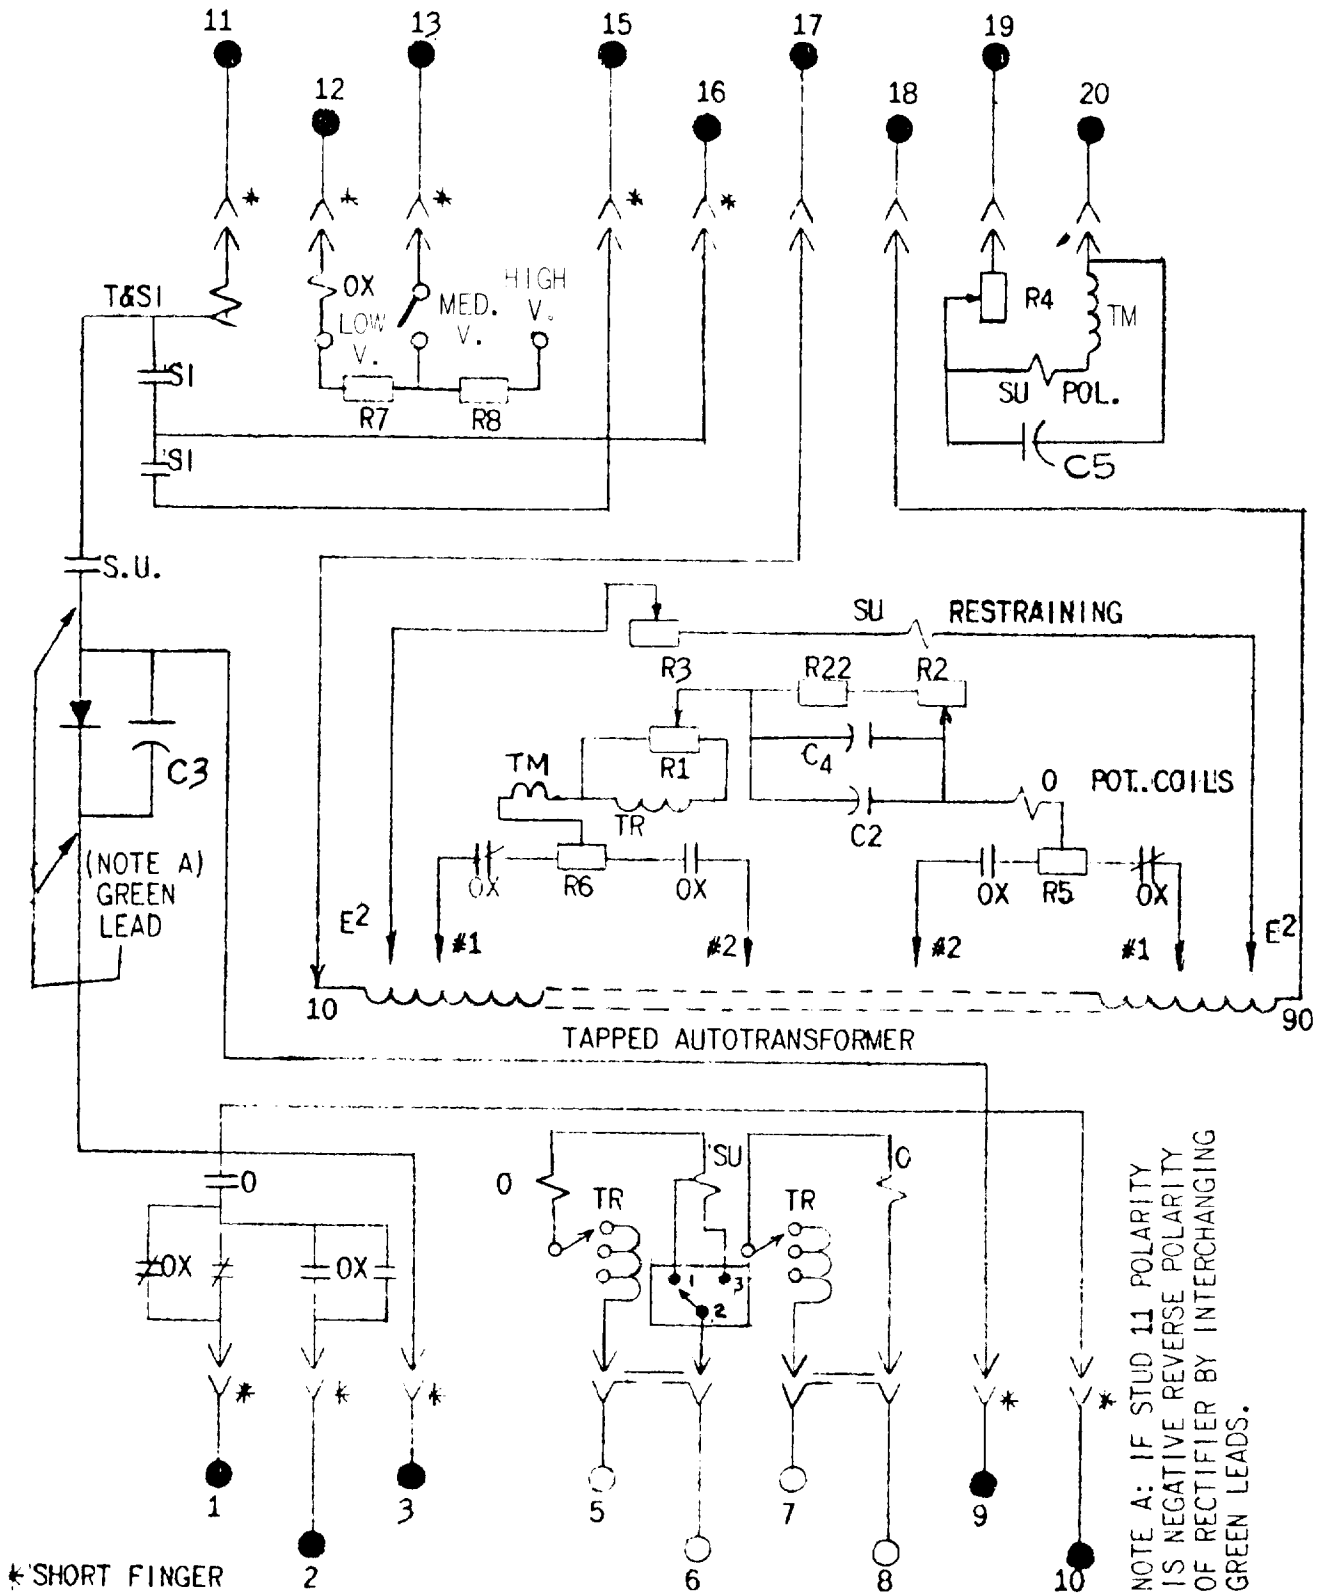 11
13
15
17
19
12
16
18
20
*
*
*
*
*
T&SI
OX
LOW
V.
MED.
V.
HIGH
V.
R4
TM
SI
R7
R8
SU POL.
SI
C5
S.U.
SU RESTRAINING
R3
R22
R2
C3
TM
R1
C4
O POT. COILS
TR
C2
(NOTE A)
GREEN
LEAD
OX
R6
OX
OX
R5
OX
E2
#1
#2
#2
#1
E2
10
90
TAPPED AUTOTRANSFORMER
O
O
TR
SU
TR
O
OX
OX
1
3
2
*
*
*
*
*
1
3
5
7
9
2
6
8
10
*SHORT FINGER
NOTE A: IF STUD 11 POLARITY
IS NEGATIVE REVERSE POLARITY
OF RECTIFIER BY INTERCHANGING
GREEN LEADS.